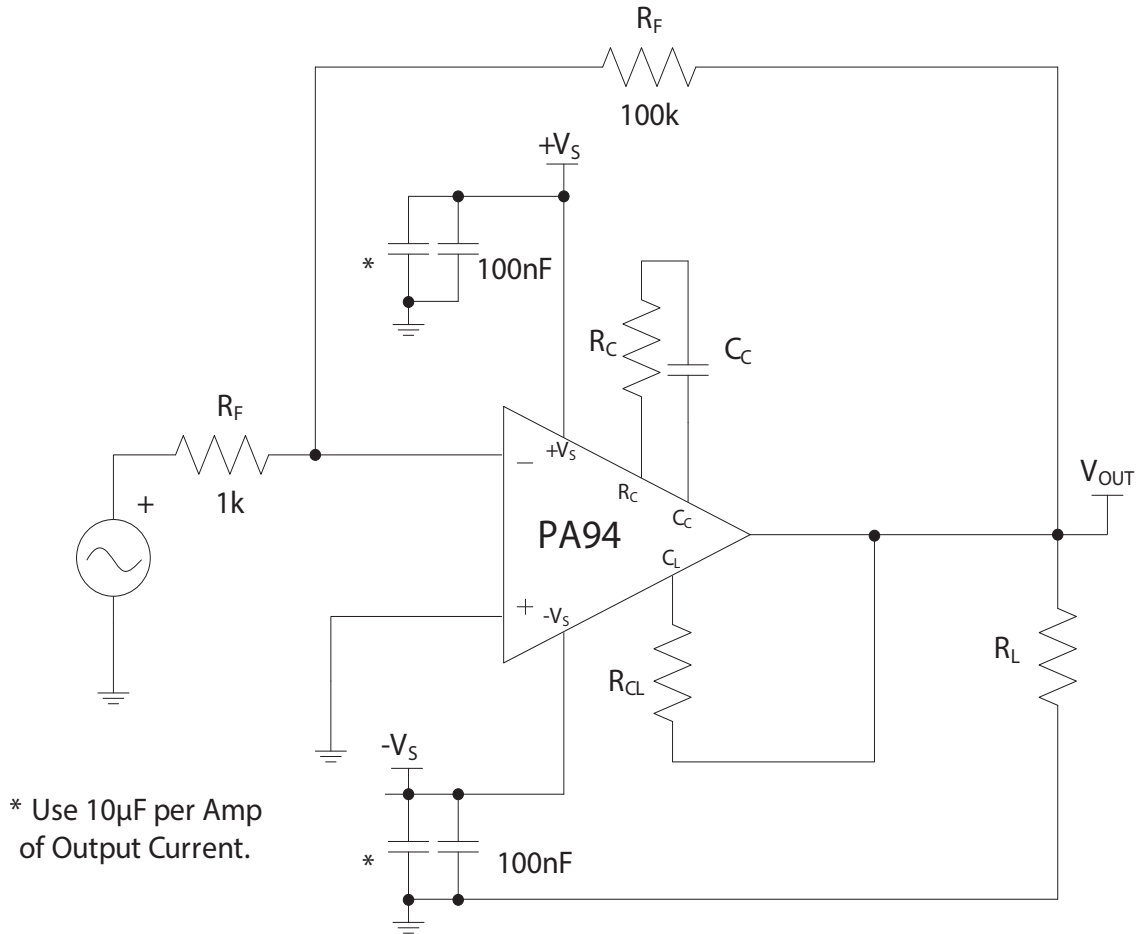 R_F
100k
+V_S
*
100nF
R_C
C_C
R_F
1k
+
−
+V_S
R_C
C_C
PA94
C_L
+
-V_S
V_OUT
R_CL
R_L
-V_S
* Use 10µF per Amp
of Output Current.
*
100nF